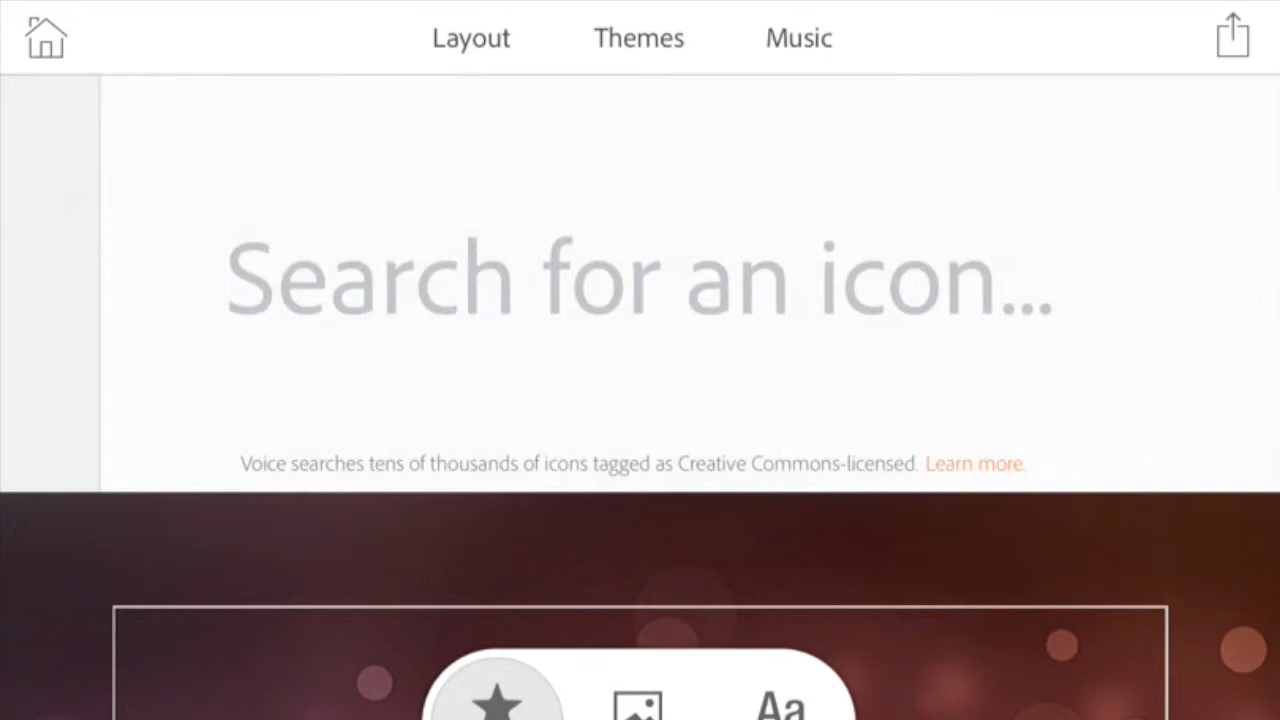 Layout Themes Music
Search for an icon...
Voice searches tens of thousands of icons tagged as Creative Commons-licensed. Learn more.
Aa